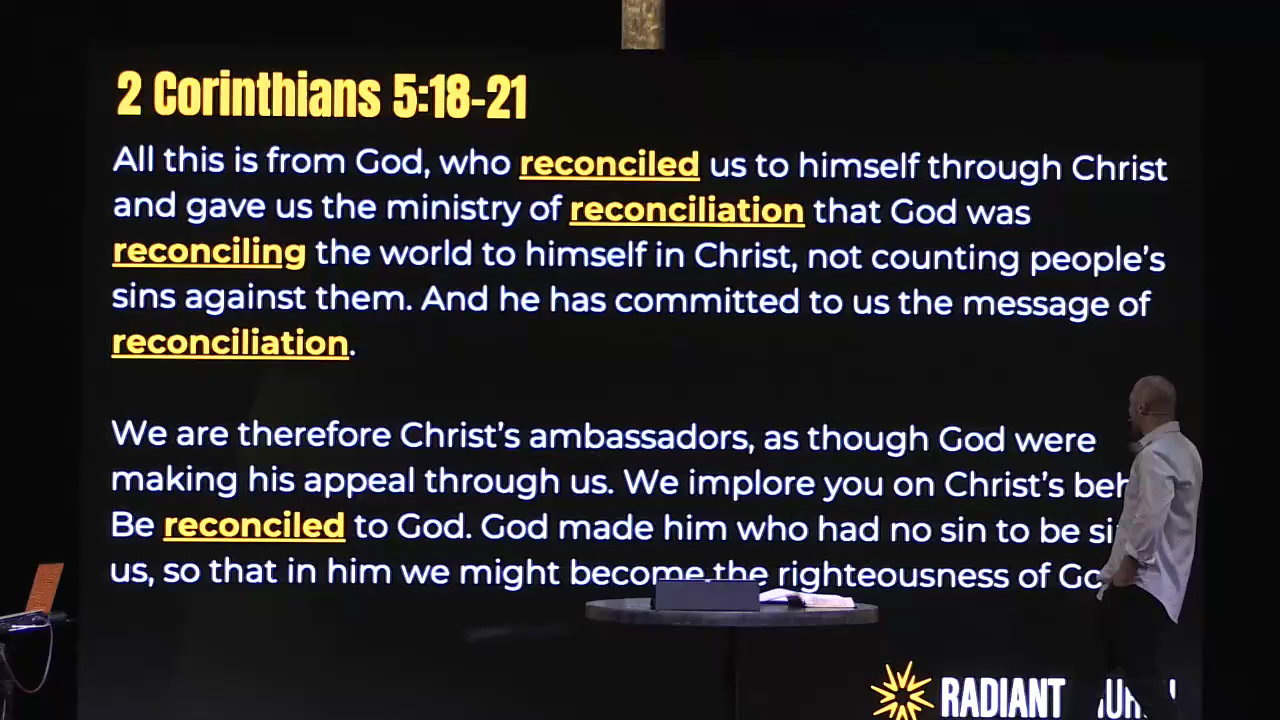 2 Corinthians 5:18-21
All this is from God, who reconciled us to himself through Christ
and gave us the ministry of reconciliation that God was
reconciling the world to himself in Christ, not counting people's
sins against them. And he has committed to us the message of
reconciliation.
We are therefore Christ's ambassadors, as though God were
making his appeal through us. We implore you on Christ's
Be reconciled to God. God made him who had no sin to be
us, so that in him we might become the righteousness of
RADIANT